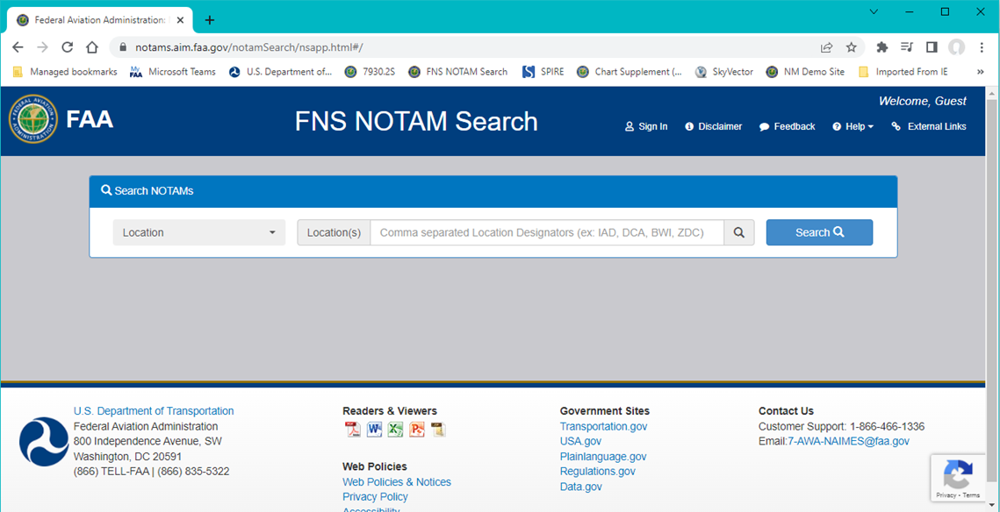 Federal Aviation Administration:
notams.aim.faa.gov/notamSearch/nsapp.html#/
Managed bookmarks My FAA Microsoft Teams U.S. Department of... 7930.2S FNS NOTAM Search SPIRE Chart Supplement (... SkyVector NM Demo Site Imported From IE »
Welcome, Guest
FAA
FNS NOTAM Search
Sign In Disclaimer Feedback Help External Links
Search NOTAMs
Location Location(s) Comma separated Location Designators (ex: IAD, DCA, BWI, ZDC) Search
U.S. Department of Transportation
Federal Aviation Administration
800 Independence Avenue, SW
Washington, DC 20591
(866) TELL-FAA | (866) 835-5322
Readers & Viewers
Web Policies
Web Policies & Notices
Privacy Policy
Accessibility
Government Sites
Transportation.gov
USA.gov
Plainlanguage.gov
Regulations.gov
Data.gov
Contact Us
Customer Support: 1-866-466-1336
Email:7-AWA-NAIMES@faa.gov
Privacy - Terms